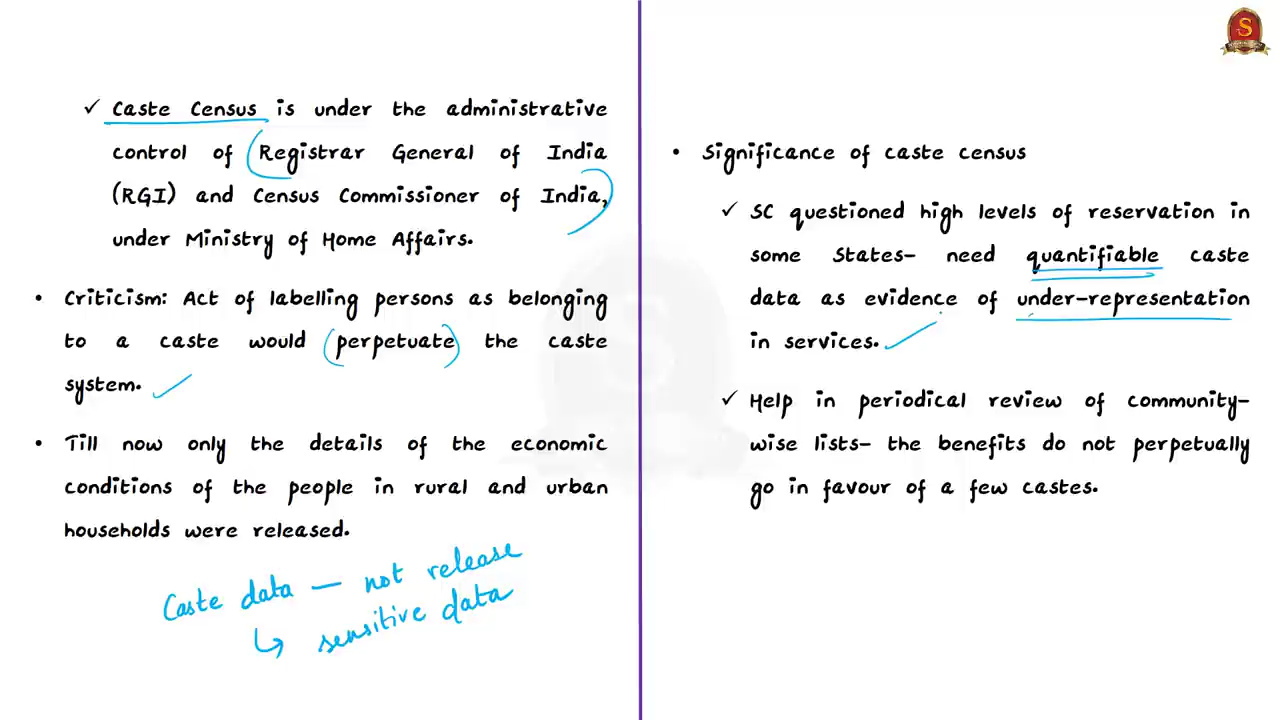 ✓ Caste Census is under the administrative
control of Registrar General of India
(RGI) and Census Commissioner of India,
under Ministry of Home Affairs.
• Criticism: Act of labelling persons as belonging
to a caste would perpetuate the caste
system.
• Till now only the details of the economic
conditions of the people in rural and urban
households were released.
Caste data — not release
↳ sensitive data
• Significance of caste census
✓ SC questioned high levels of reservation in
some States- need quantifiable caste
data as evidence of under-representation
in services.
✓ Help in periodical review of community-
wise lists- the benefits do not perpetually
go in favour of a few castes.
S